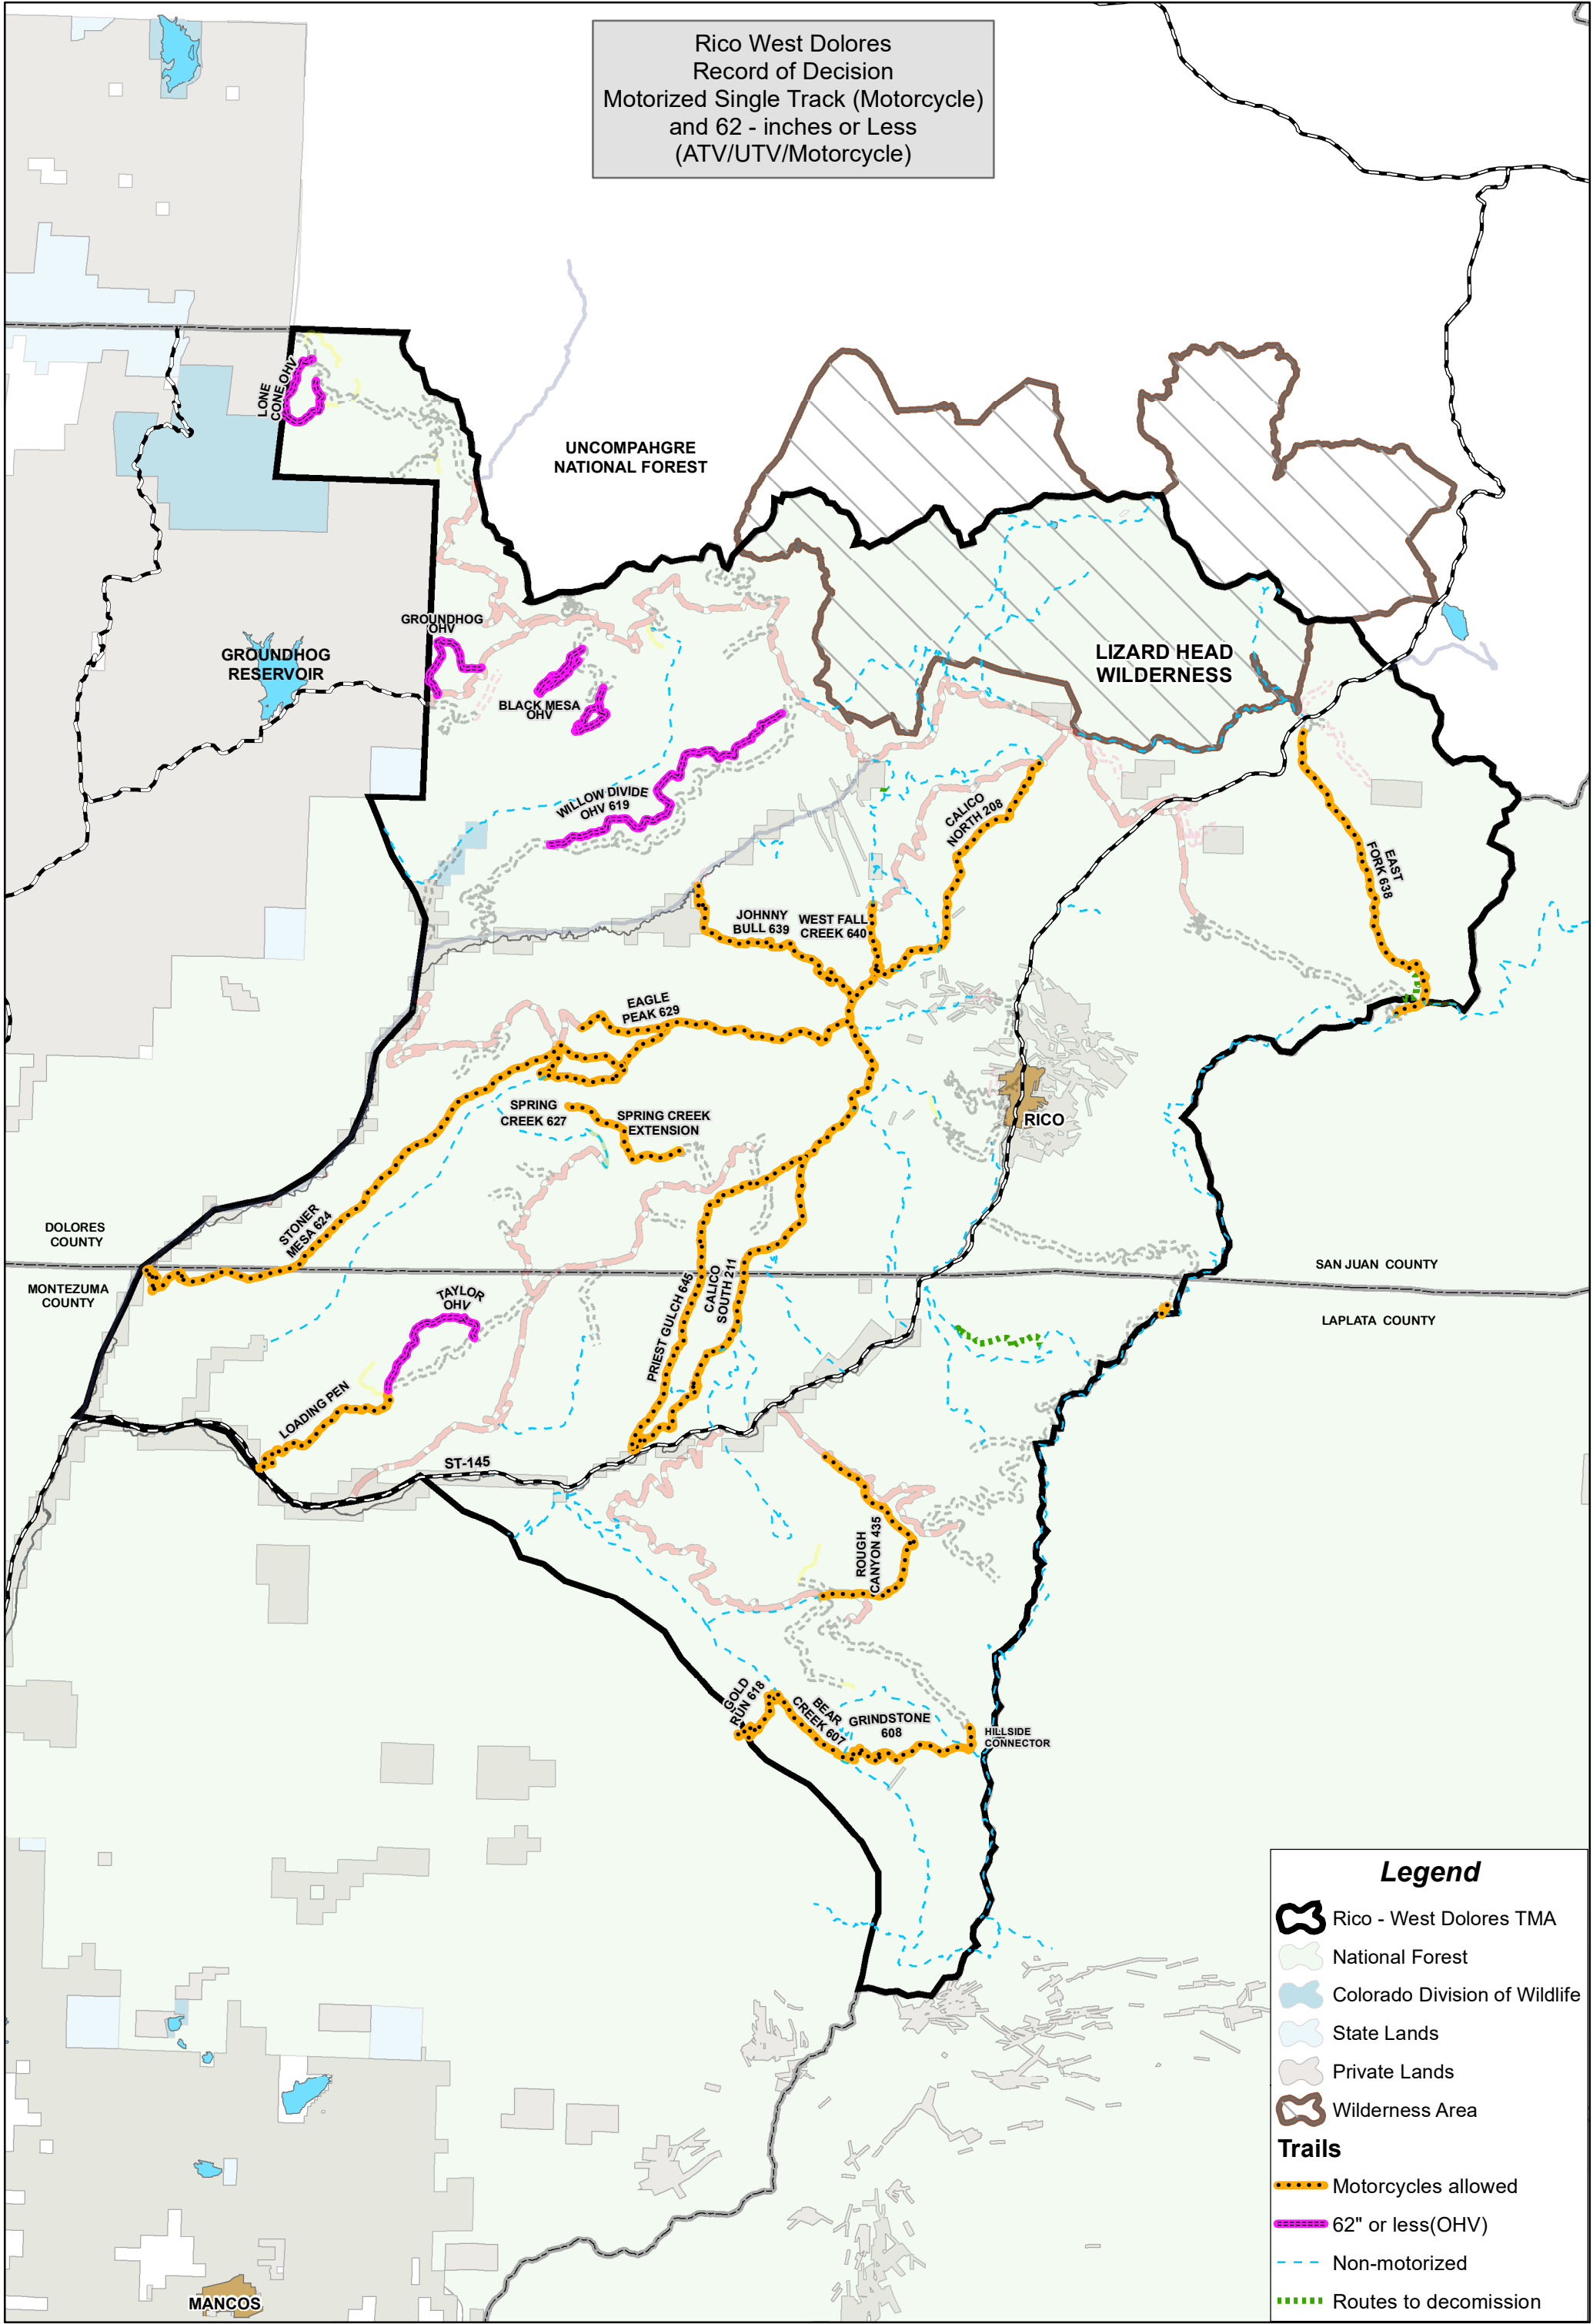 Rico West Dolores
Record of Decision
Motorized Single Track (Motorcycle)
and 62 - inches or Less
(ATV/UTV/Motorcycle)
LONE
CONE OHV
UNCOMPAHGRE
NATIONAL FOREST
GROUNDHOG
OHV
GROUNDHOG
RESERVOIR
LIZARD HEAD
WILDERNESS
BLACK MESA
OHV
WILLOW DIVIDE
OHV 619
CALICO
NORTH 208
EAST
FORK 638
JOHNNY
BULL 639
WEST FALL
CREEK 640
EAGLE
PEAK 629
SPRING
CREEK 627
SPRING CREEK
EXTENSION
RICO
STONER
MESA 624
DOLORES
COUNTY
MONTEZUMA
COUNTY
SAN JUAN COUNTY
LAPLATA COUNTY
TAYLOR
OHV
PRIEST GULCH 645
CALICO
SOUTH 211
LOADING PEN
ST-145
ROUGH
CANYON 435
GOLD
RUN 618
BEAR
CREEK 607
GRINDSTONE
608
HILLSIDE
CONNECTOR
MANCOS
Legend
Rico - West Dolores TMA
National Forest
Colorado Division of Wildlife
State Lands
Private Lands
Wilderness Area
Trails
Motorcycles allowed
62" or less(OHV)
Non-motorized
Routes to decomission